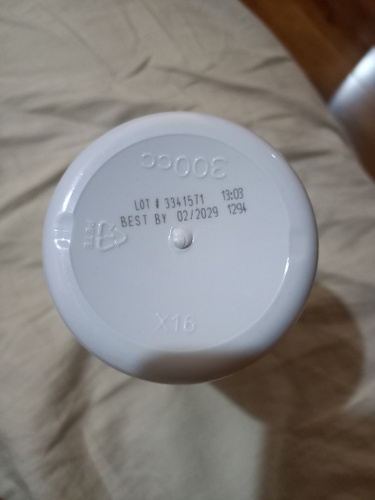 300cc
LOT # 3341571 13:03
BEST BY 02/2029 1294
X16